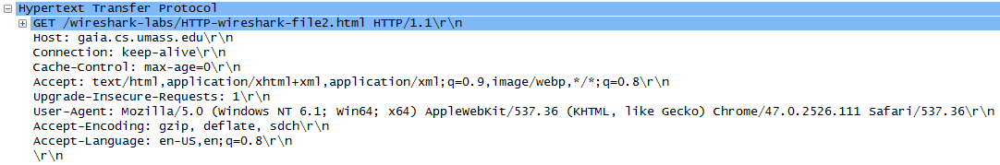 Hypertext Transfer Protocol
GET /wireshark-labs/HTTP-wireshark-file2.html HTTP/1.1\r\n
Host: gaia.cs.umass.edu\r\n
Connection: keep-alive\r\n
Cache-Control: max-age=0\r\n
Accept: text/html,application/xhtml+xml,application/xml;q=0.9,image/webp,*/*;q=0.8\r\n
Upgrade-Insecure-Requests: 1\r\n
User-Agent: Mozilla/5.0 (Windows NT 6.1; Win64; x64) AppleWebKit/537.36 (KHTML, like Gecko) Chrome/47.0.2526.111 Safari/537.36\r\n
Accept-Encoding: gzip, deflate, sdch\r\n
Accept-Language: en-US,en;q=0.8\r\n
\r\n